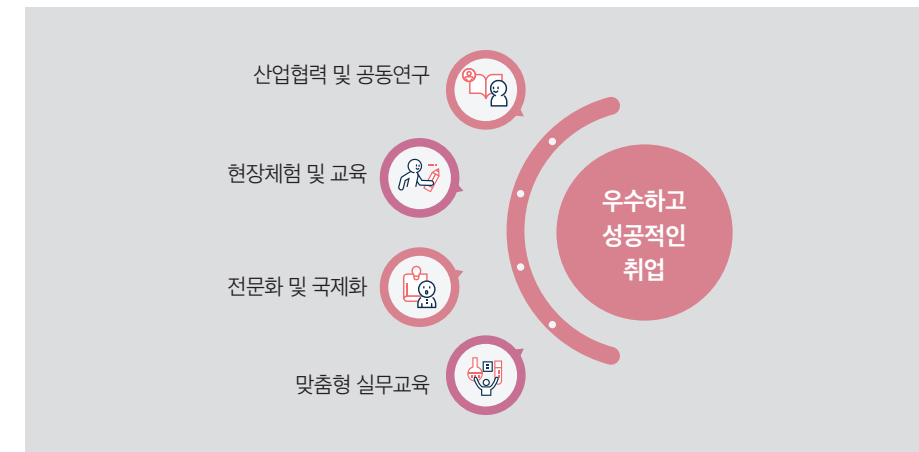 산업협력 및 공동연구
현장체험 및 교육
전문화 및 국제화
맞춤형 실무교육
우수하고
성공적인
취업